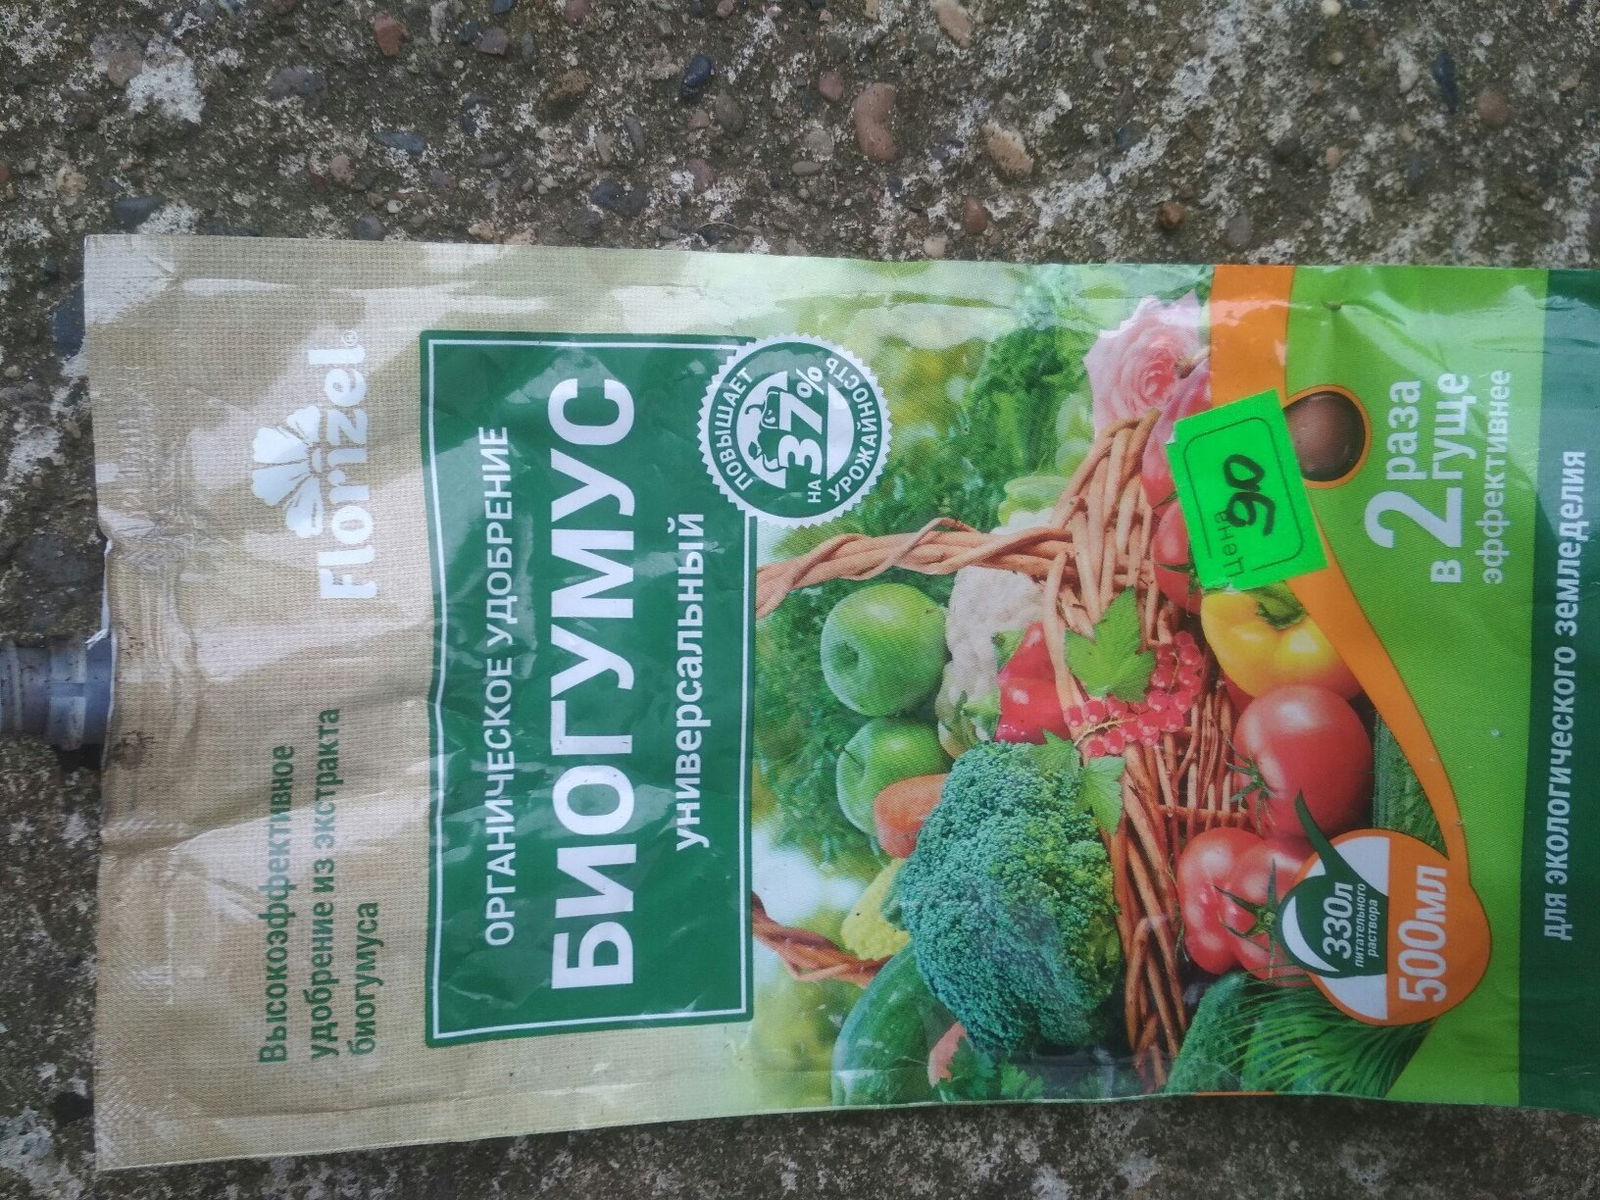 Florizel©
Высокоэффективное
удобрение из экстракта
биогумуса
ОРГАНИЧЕСКОЕ УДОБРЕНИЕ
БИОГУМУС
универсальный
ПОВЫШАЕТ
НА 37%
УРОЖАЙНОСТЬ
Цена
90
в 2 раза
гуще
эффективнее
330л
питательного
раствора
500мл
для экологического земледелия